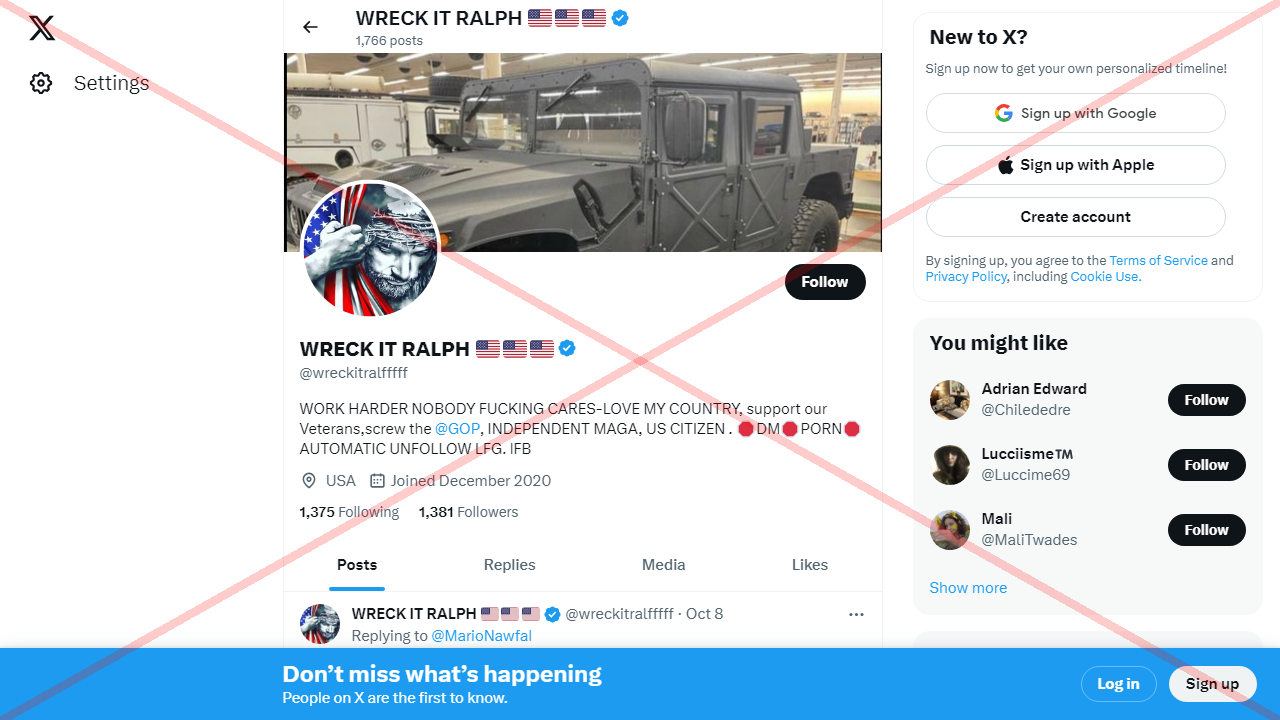 WRECK IT RALPH
1,766 posts
Settings
Follow
WRECK IT RALPH
@wreckitralfffff
WORK HARDER NOBODY FUCKING CARES-LOVE MY COUNTRY, support our
Veterans,screw the @GOP, INDEPENDENT MAGA, US CITIZEN . 🛑DM🛑PORN🛑
AUTOMATIC UNFOLLOW LFG. IFB
USA Joined December 2020
1,375 Following 1,381 Followers
Posts Replies Media Likes
WRECK IT RALPH @wreckitralfffff · Oct 8
Replying to @MarioNawfal
New to X?
Sign up now to get your own personalized timeline!
Sign up with Google
Sign up with Apple
Create account
By signing up, you agree to the Terms of Service and
Privacy Policy, including Cookie Use.
You might like
Adrian Edward
@Chilededre
Follow
Lucciisme™
@Luccime69
Follow
Mali
@MaliTwades
Follow
Show more
Don’t miss what’s happening
People on X are the first to know.
Log in
Sign up